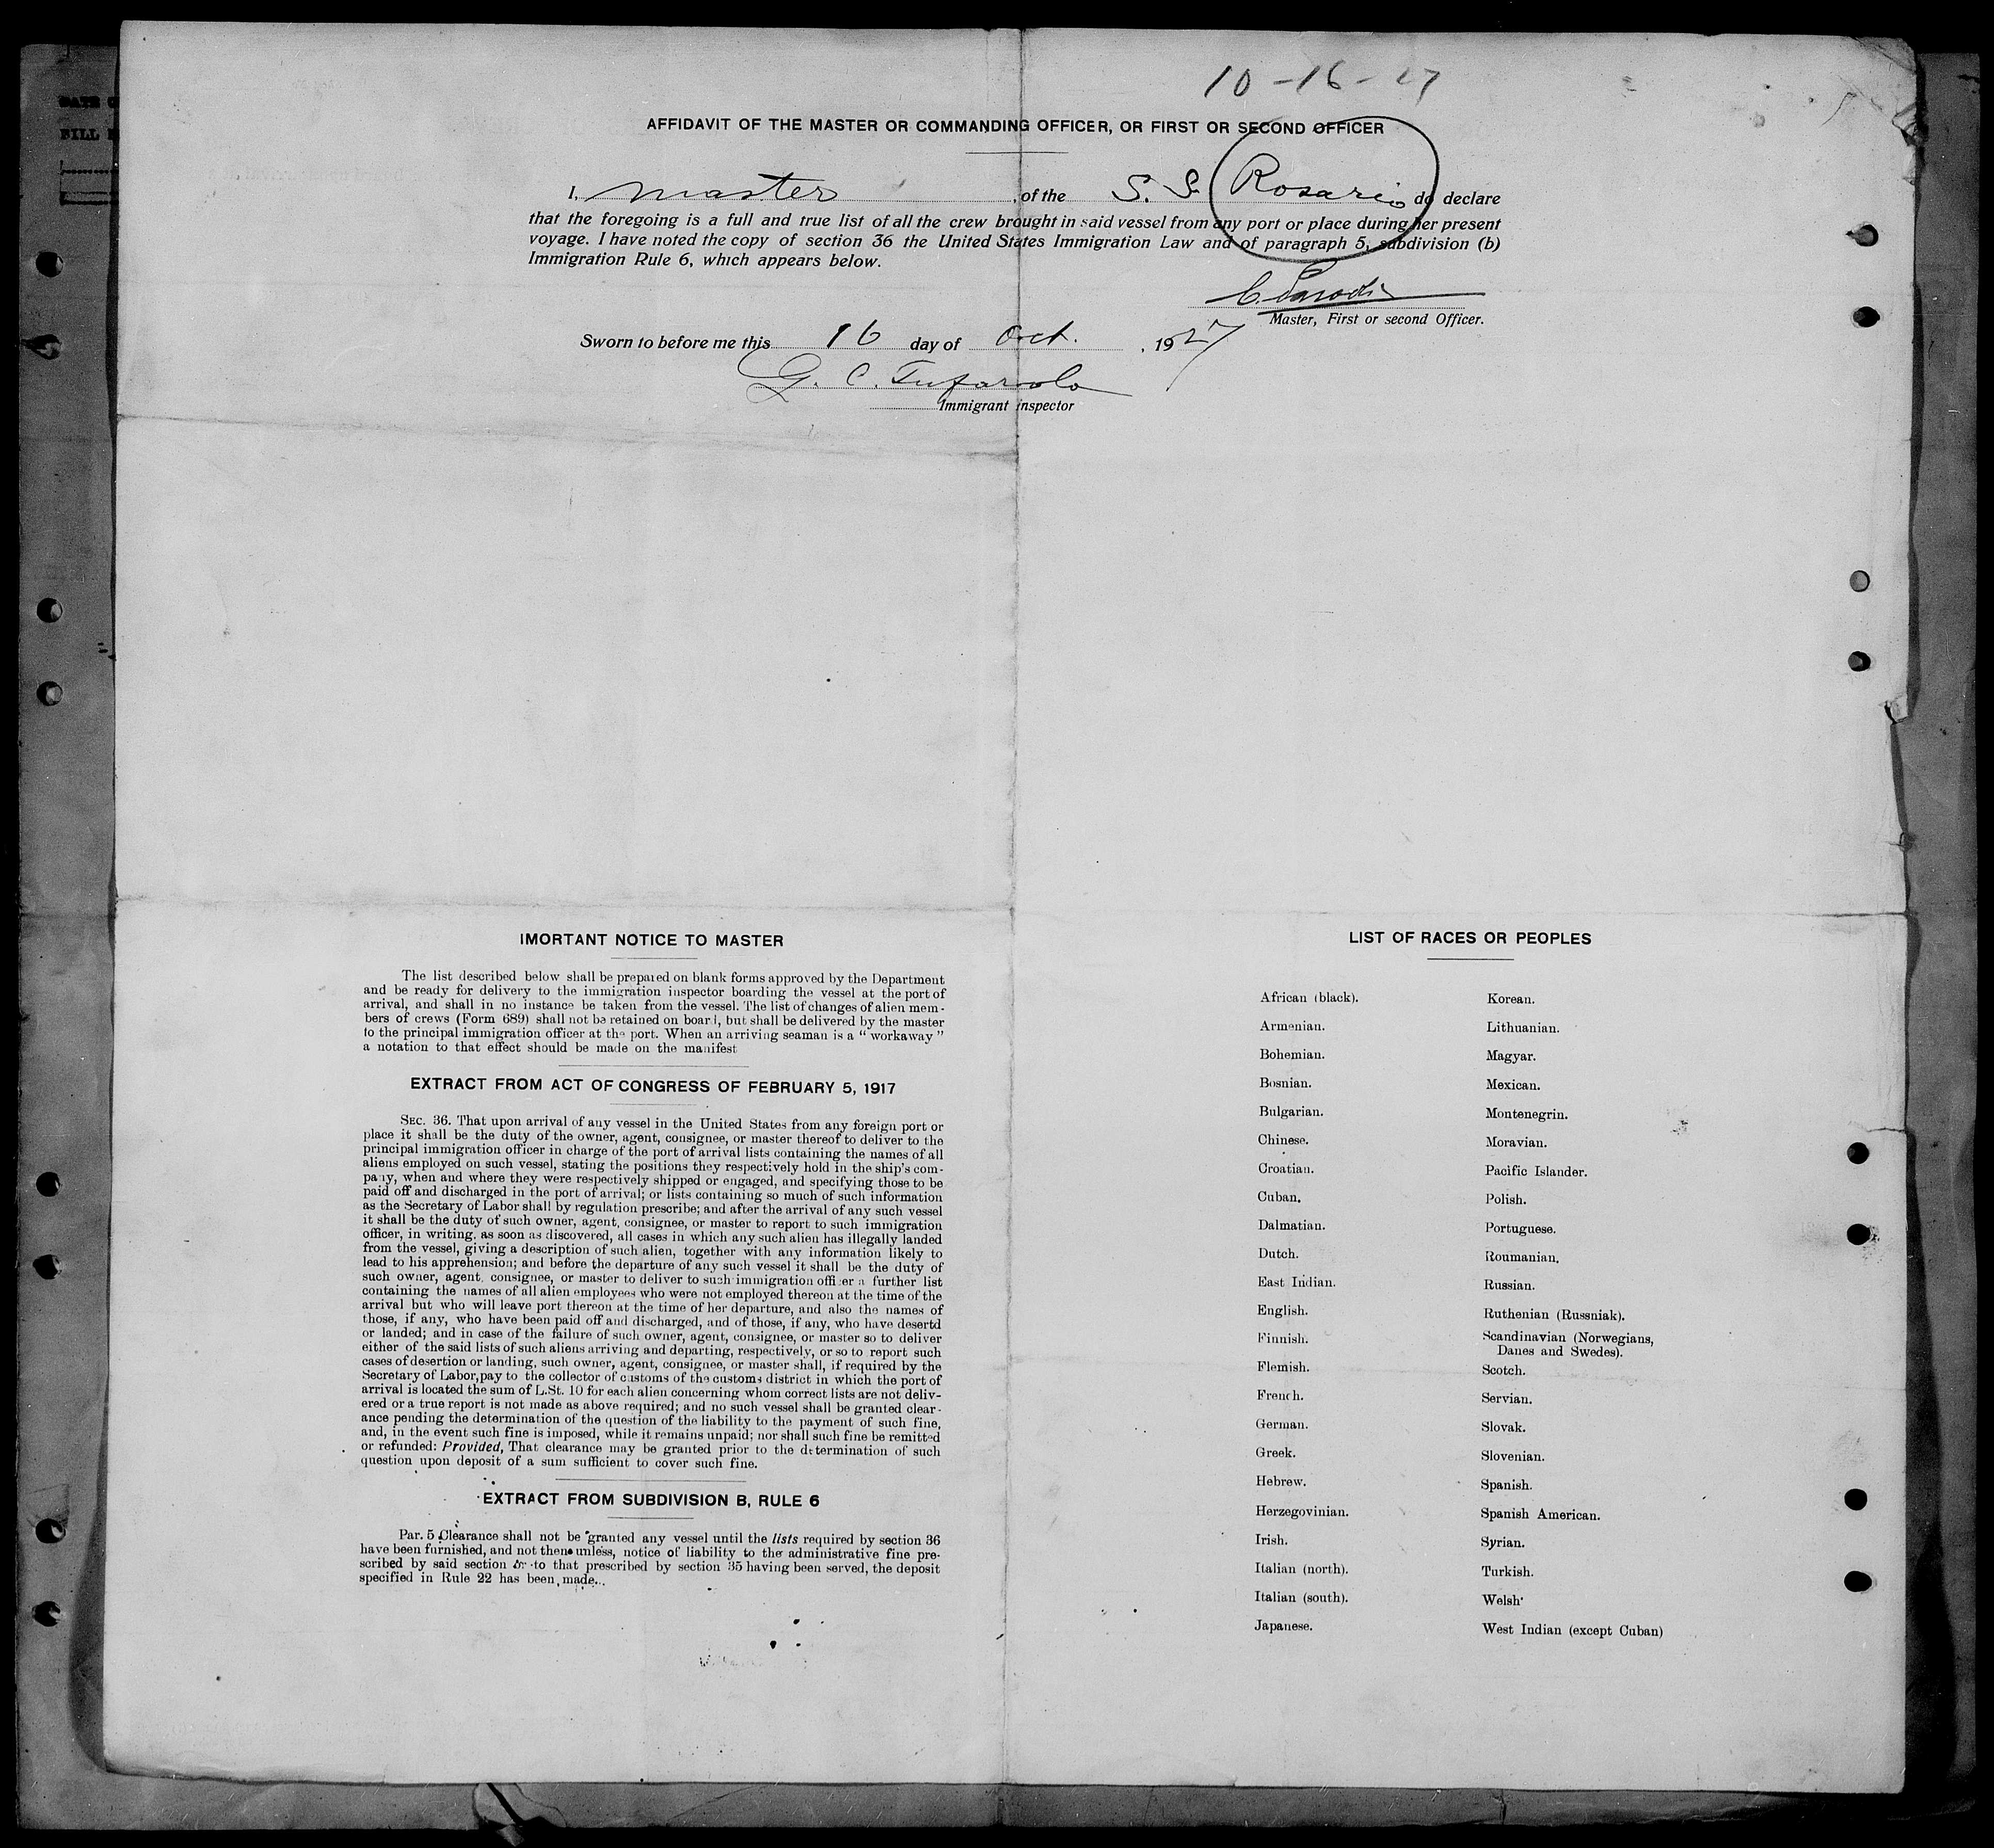 10-16-27
AFFIDAVIT OF THE MASTER OR COMMANDING OFFICER, OR FIRST OR SECOND OFFICER
I, master , of the S. S. Rosario do declare
that the foregoing is a full and true list of all the crew brought in said vessel from any port or place during her present
voyage. I have noted the copy of section 36 the United States Immigration Law and of paragraph 5, subdivision (b)
Immigration Rule 6, which appears below.
Master, First or second Officer.
Sworn to before me this 16 day of Oct. , 1927
G. C.
Immigrant inspector
IMORTANT NOTICE TO MASTER
The list described below shall be prepared on blank forms approved by the Department
and be ready for delivery to the immigration inspector boarding the vessel at the port of
arrival, and shall in no instance be taken from the vessel. The list of changes of alien mem-
bers of crews (Form 689) shall not be retained on board, but shall be delivered by the master
to the principal immigration officer at the port. When an arriving seaman is a "workaway"
a notation to that effect should be made on the manifest
EXTRACT FROM ACT OF CONGRESS OF FEBRUARY 5, 1917
SEC. 36. That upon arrival of any vessel in the United States from any foreign port or
place it shall be the duty of the owner, agent, consignee, or master thereof to deliver to the
principal immigration officer in charge of the port of arrival lists containing the names of all
aliens employed on such vessel, stating the positions they respectively hold in the ship's com-
pany, when and where they were respectively shipped or engaged, and specifying those to be
paid off and discharged in the port of arrival; or lists containing so much of such information
as the Secretary of Labor shall by regulation prescribe; and after the arrival of any such vessel
it shall be the duty of such owner, agent, consignee, or master to report to such immigration
officer, in writing, as soon as discovered, all cases in which any such alien has illegally landed
from the vessel, giving a description of such alien, together with any information likely to
lead to his apprehension; and before the departure of any such vessel it shall be the duty of
such owner, agent, consignee, or master to deliver to such immigration officer a further list
containing the names of all alien employees who were not employed thereon at the time of the
arrival but who will leave port thereon at the time of her departure, and also the names of
those, if any, who have been paid off and discharged, and of those, if any, who have desertd
or landed; and in case of the failure of such owner, agent, consignee, or master so to deliver
either of the said lists of such aliens arriving and departing, respectively, or so to report such
cases of desertion or landing, such owner, agent, consignee, or master shall, if required by the
Secretary of Labor, pay to the collector of customs of the customs district in which the port of
arrival is located the sum of L.St. 10 for each alien concerning whom correct lists are not deliv-
ered or a true report is not made as above required; and no such vessel shall be granted clear-
ance pending the determination of the question of the liability to the payment of such fine,
and, in the event such fine is imposed, while it remains unpaid; nor shall such fine be remitted
or refunded: Provided, That clearance may be granted prior to the determination of such
question upon deposit of a sum sufficient to cover such fine.
EXTRACT FROM SUBDIVISION B, RULE 6
Par. 5 Clearance shall not be granted any vessel until the lists required by section 36
have been furnished, and not then unless, notice of liability to the administrative fine pre-
scribed by said section or to that prescribed by section 35 having been served, the deposit
specified in Rule 22 has been made.
LIST OF RACES OR PEOPLES
African (black).
Armenian.
Bohemian.
Bosnian.
Bulgarian.
Chinese.
Croatian.
Cuban.
Dalmatian.
Dutch.
East Indian.
English.
Finnish.
Flemish.
French.
German.
Greek.
Hebrew.
Herzegovinian.
Irish.
Italian (north).
Italian (south).
Japanese.
Korean.
Lithuanian.
Magyar.
Mexican.
Montenegrin.
Moravian.
Pacific Islander.
Polish.
Portuguese.
Roumanian.
Russian.
Ruthenian (Russniak).
Scandinavian (Norwegians,
Danes and Swedes).
Scotch.
Servian.
Slovak.
Slovenian.
Spanish.
Spanish American.
Syrian.
Turkish.
Welsh
West Indian (except Cuban)